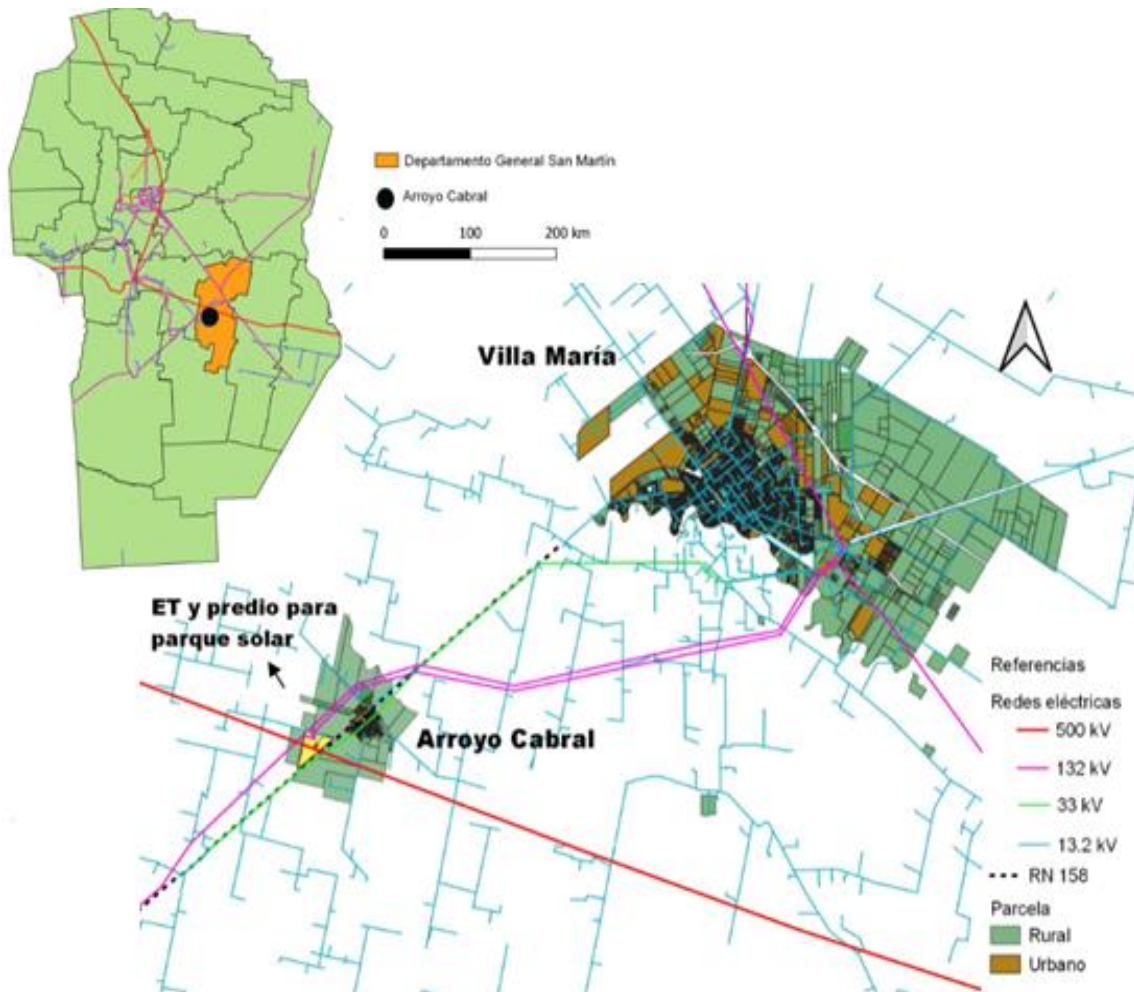 Departamento General San Martín
Arroyo Cabral
0 100 200 km
Villa María
ET y predio para
parque solar
Arroyo Cabral
Referencias
Redes eléctricas
500 kV
132 kV
33 kV
13.2 kV
RN 158
Parcela
Rural
Urbano